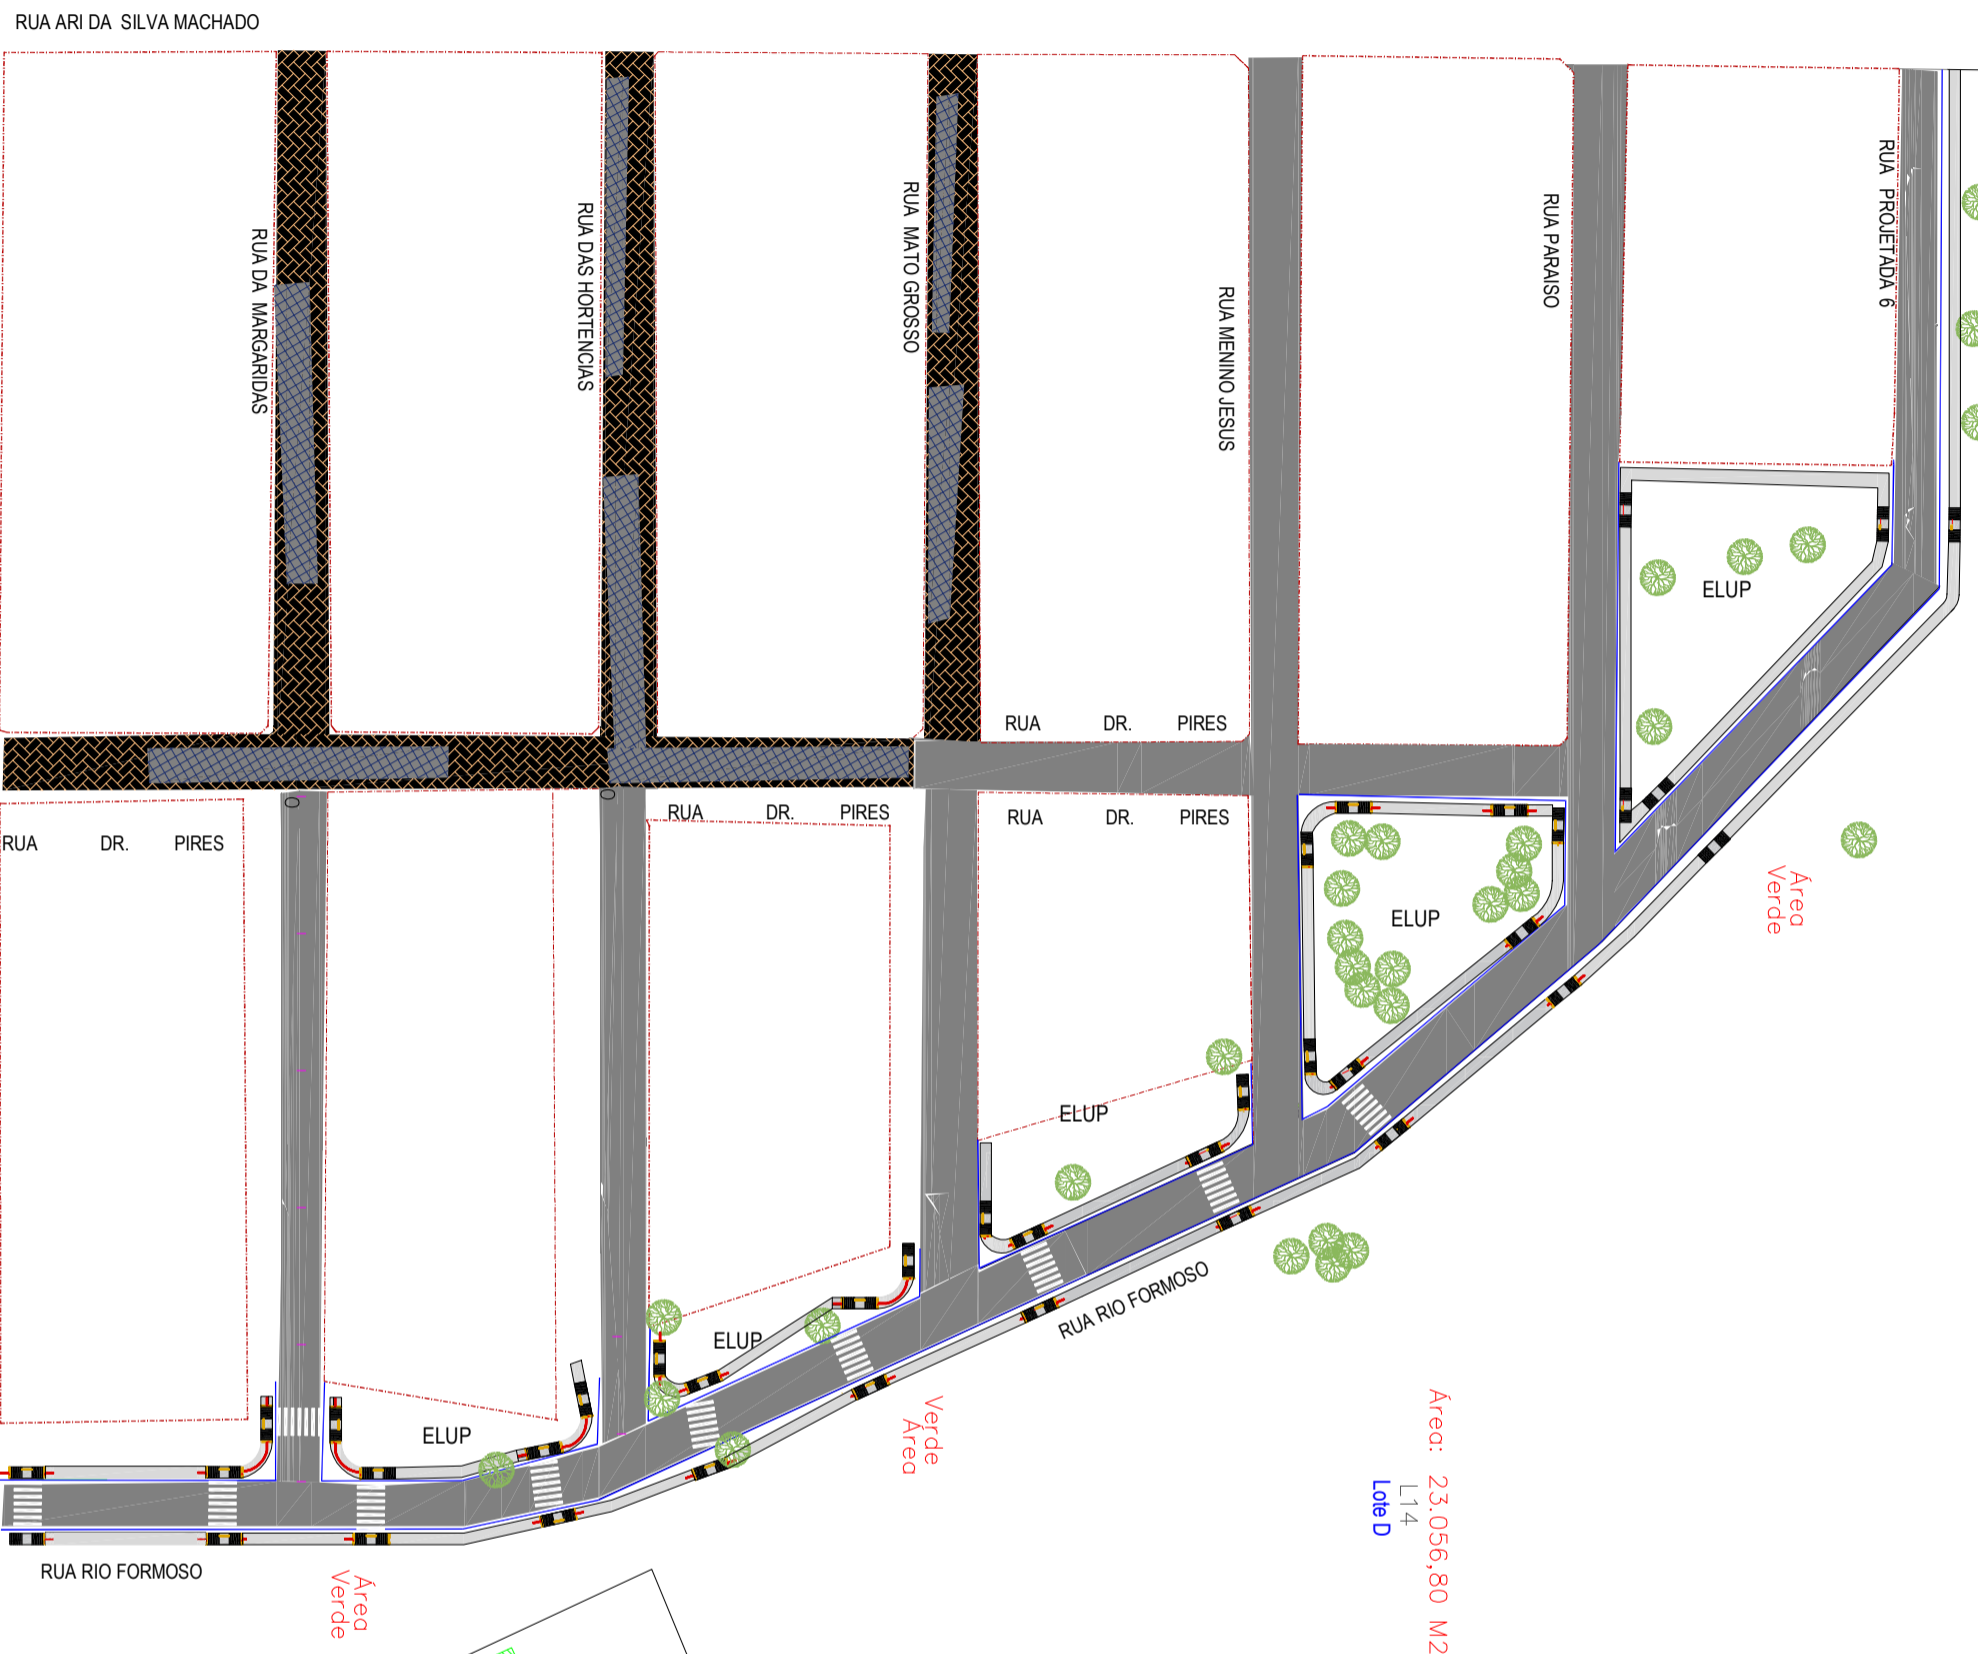 RUA ARI DA SILVA MACHADO
RUA DA MARGARIDAS
RUA DAS HORTENCIAS
RUA MATO GROSSO
RUA MENINO JESUS
RUA PARAISO
RUA PROJETADA 6
ELUP
RUA DR. PIRES
RUA DR. PIRES
RUA DR. PIRES
RUA DR. PIRES
Área
Verde
ELUP
ELUP
ELUP
ELUP
RUA RIO FORMOSO
Verde
Área
Área: 23.056,80 M2
L14
Lote D
RUA RIO FORMOSO
Área
Verde